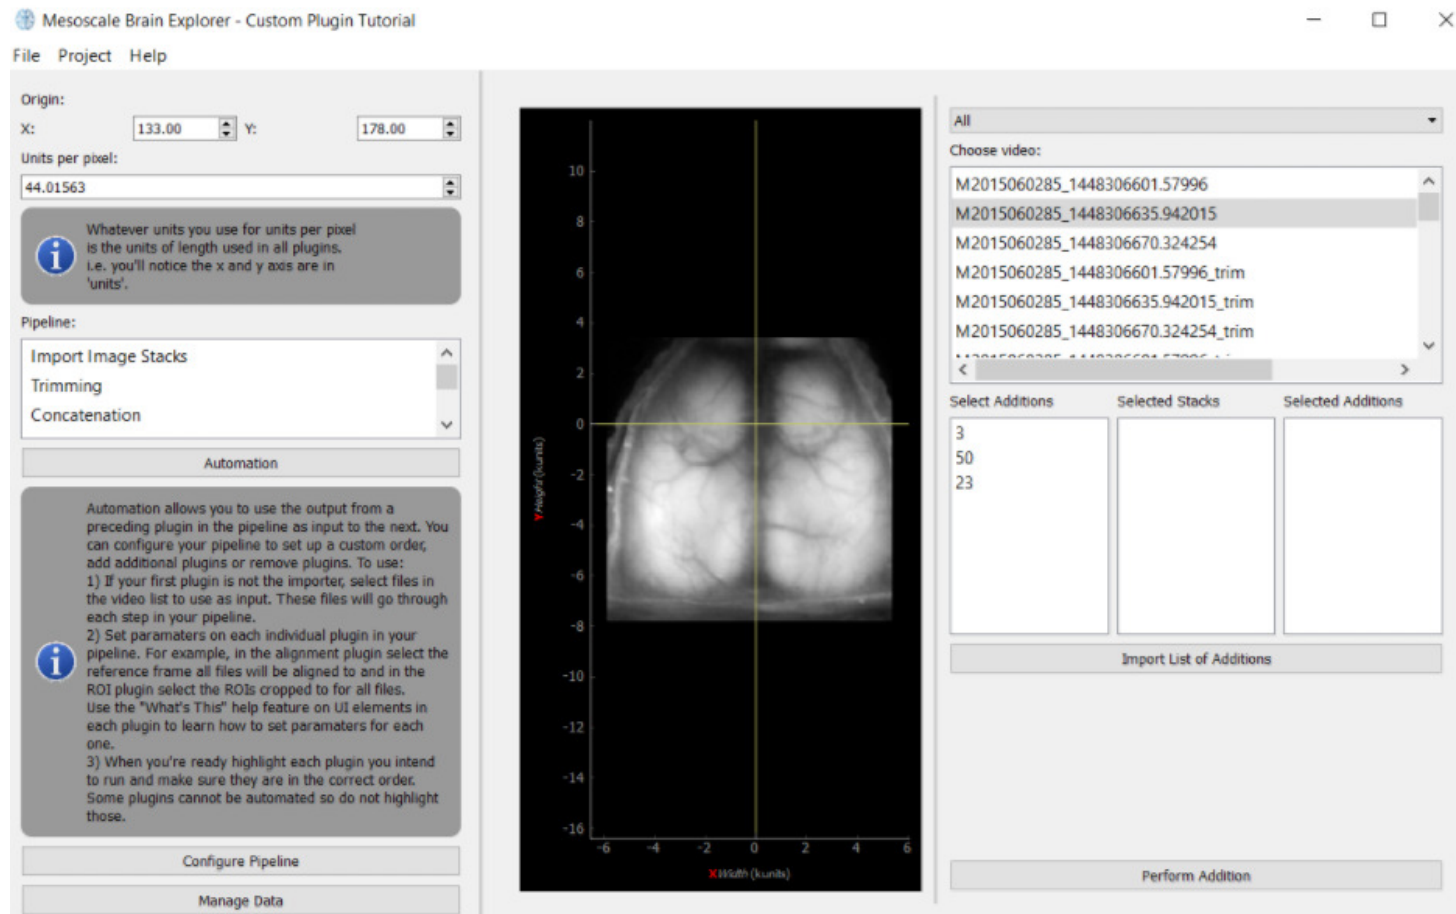 Mesoscale Brain Explorer - Custom Plugin Tutorial
File Project Help
Origin:
X: 133.00 Y: 178.00
Units per pixel:
44.01563
Whatever units you use for units per pixel
is the units of length used in all plugins.
i.e. you'll notice the x and y axis are in
'units'.
Pipeline:
Import Image Stacks
Trimming
Concatenation
Automation
Automation allows you to use the output from a
preceding plugin in the pipeline as input to the next. You
can configure your pipeline to set up a custom order,
add additional plugins or remove plugins. To use:
1) If your first plugin is not the importer, select files in
the video list to use as input. These files will go through
each step in your pipeline.
2) Set paramaters on each individual plugin in your
pipeline. For example, in the alignment plugin select the
reference frame all files will be aligned to and in the
ROI plugin select the ROIs cropped to for all files.
Use the "What's This" help feature on UI elements in
each plugin to learn how to set paramaters for each
one.
3) When you're ready highlight each plugin you intend
to run and make sure they are in the correct order.
Some plugins cannot be automated so do not highlight
those.
Configure Pipeline
Manage Data
10
8
6
4
2
0
-2
-4
-6
-8
-10
-12
-14
-16
Y Height (kunits)
-6 -4 -2 0 2 4 6
X Width (kunits)
All
Choose video:
M2015060285_1448306601.57996
M2015060285_1448306635.942015
M2015060285_1448306670.324254
M2015060285_1448306601.57996_trim
M2015060285_1448306635.942015_trim
M2015060285_1448306670.324254_trim
Select Additions Selected Stacks Selected Additions
3
50
23
Import List of Additions
Perform Addition